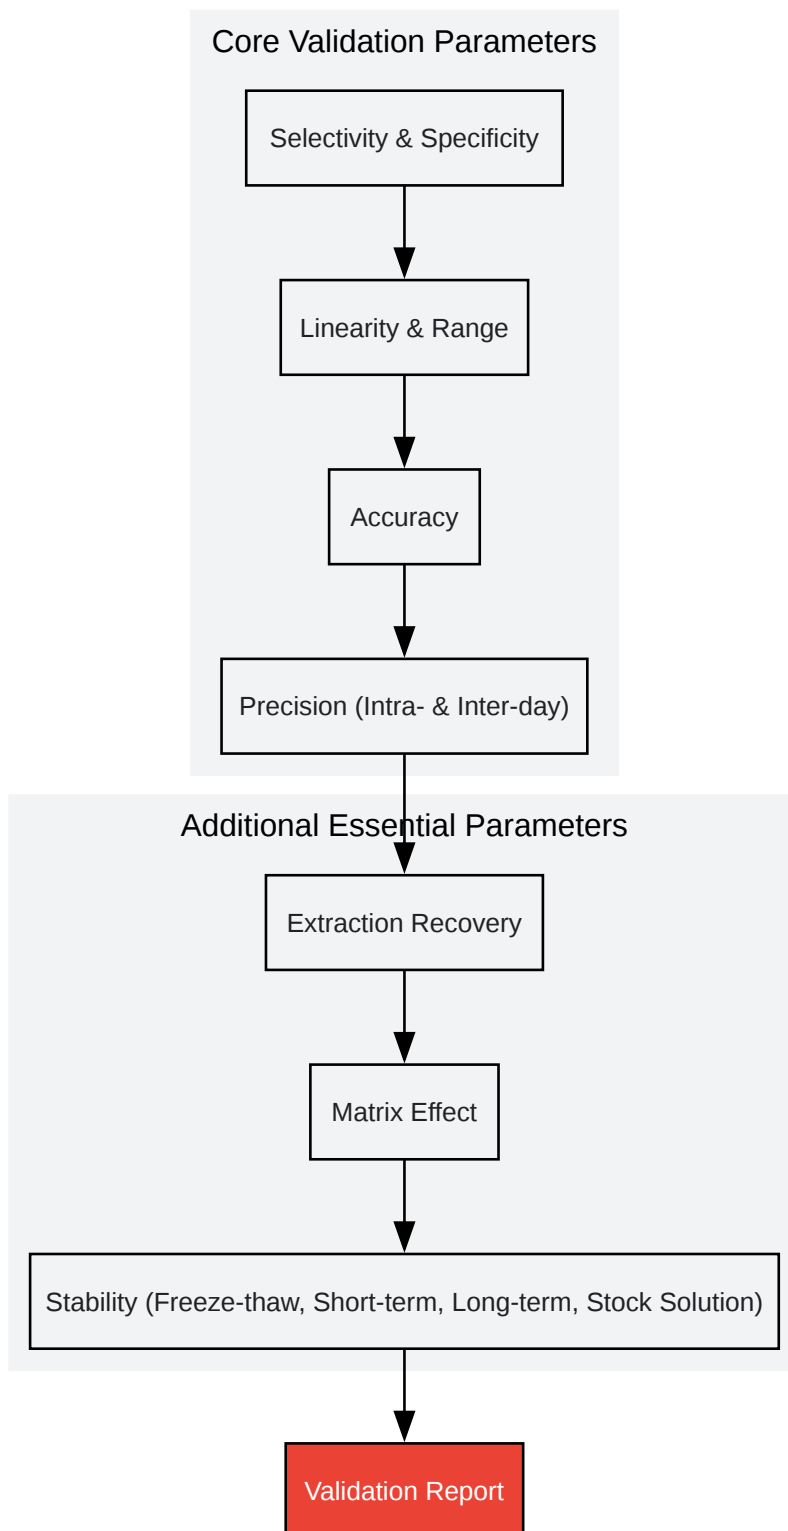 Core Validation Parameters
Selectivity & Specificity
Linearity & Range
Accuracy
Precision (Intra- & Inter-day)
Additional Essential Parameters
Extraction Recovery
Matrix Effect
Stability (Freeze-thaw, Short-term, Long-term, Stock Solution)
Validation Report